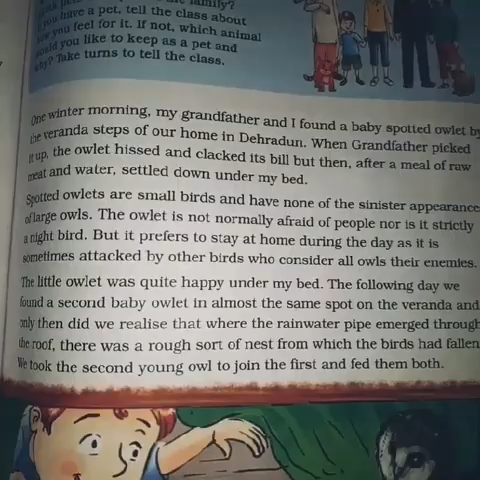 family?
you have a pet, tell the class about
you feel for it. If not, which animal
would you like to keep as a pet and
why? Take turns to tell the class.
One winter morning, my grandfather and I found a baby spotted owlet by
the veranda steps of our home in Dehradun. When Grandfather picked
it up, the owlet hissed and clacked its bill but then, after a meal of raw
meat and water, settled down under my bed.
Spotted owlets are small birds and have none of the sinister appearance
of large owls. The owlet is not normally afraid of people nor is it strictly
a night bird. But it prefers to stay at home during the day as it is
sometimes attacked by other birds who consider all owls their enemies.
The little owlet was quite happy under my bed. The following day we
found a second baby owlet in almost the same spot on the veranda and
only then did we realise that where the rainwater pipe emerged through
the roof, there was a rough sort of nest from which the birds had fallen.
We took the second young owl to join the first and fed them both.